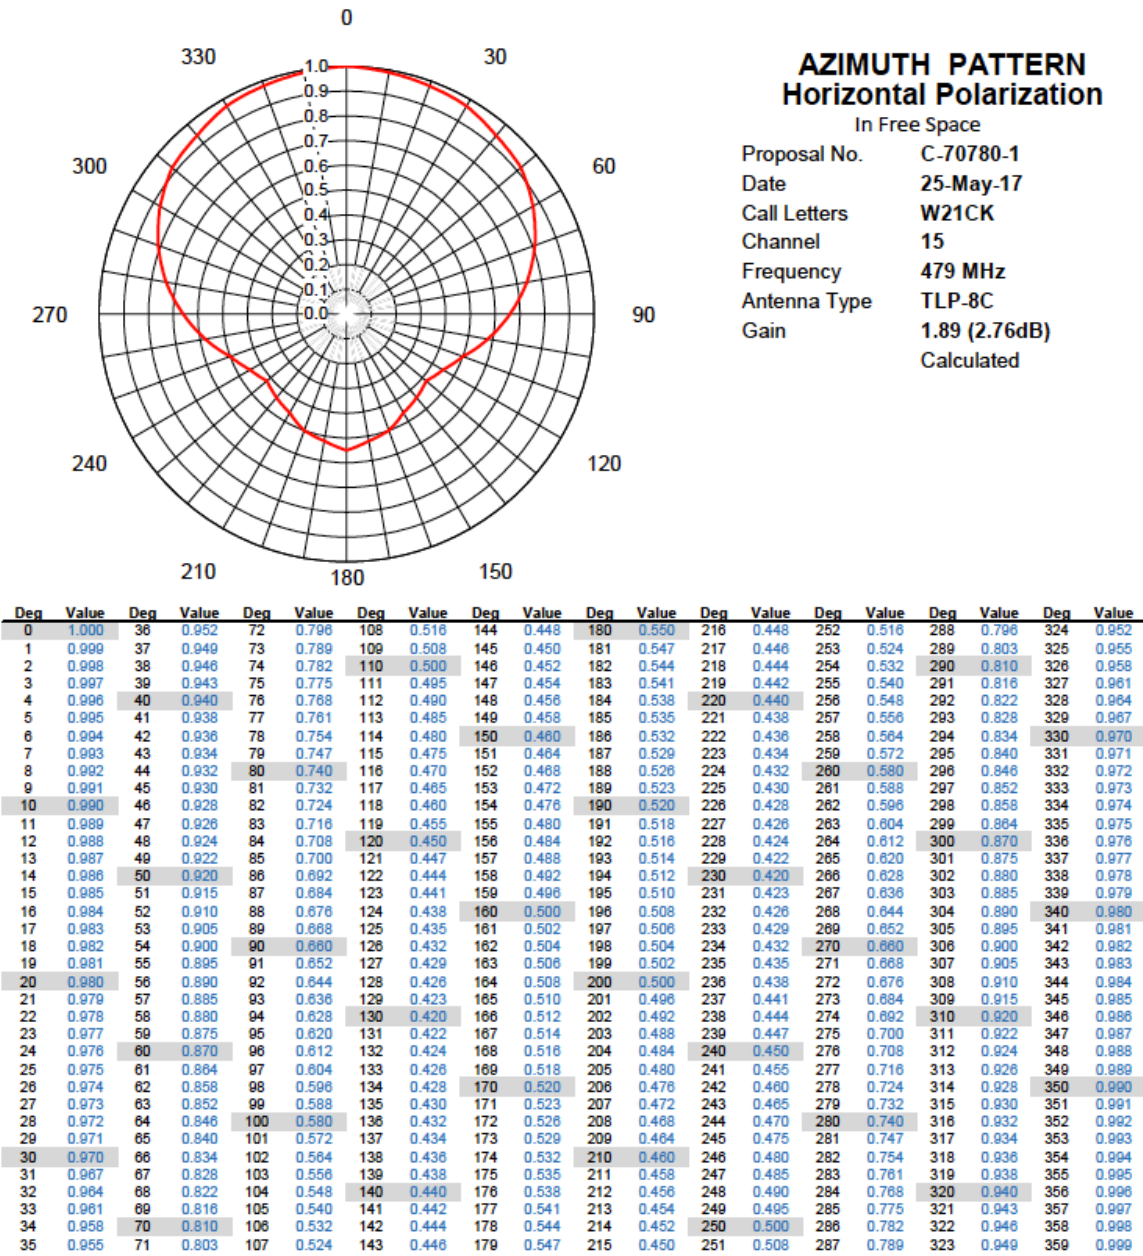 0
330
30
300
60
270
90
240
120
210
180
150
1.0
0.9
0.8
0.7
0.6
0.5
0.4
0.3
0.2
0.1
0.0
AZIMUTH PATTERN
Horizontal Polarization
In Free Space
Proposal No. C-70780-1
Date 25-May-17
Call Letters W21CK
Channel 15
Frequency 479 MHz
Antenna Type TLP-8C
Gain 1.89 (2.76dB)
Calculated
Deg Value Deg Value Deg Value Deg Value Deg Value Deg Value Deg Value Deg Value Deg Value Deg Value
0 1.000 36 0.952 72 0.796 108 0.516 144 0.448 180 0.550 216 0.448 252 0.516 288 0.796 324 0.952
1 0.999 37 0.949 73 0.789 109 0.508 145 0.450 181 0.547 217 0.446 253 0.524 289 0.803 325 0.955
2 0.998 38 0.946 74 0.782 110 0.500 146 0.452 182 0.544 218 0.444 254 0.532 290 0.810 326 0.958
3 0.997 39 0.943 75 0.775 111 0.495 147 0.454 183 0.541 219 0.442 255 0.540 291 0.816 327 0.961
4 0.996 40 0.940 76 0.768 112 0.490 148 0.456 184 0.538 220 0.440 256 0.548 292 0.822 328 0.964
5 0.995 41 0.938 77 0.761 113 0.485 149 0.458 185 0.535 221 0.438 257 0.556 293 0.828 329 0.967
6 0.994 42 0.936 78 0.754 114 0.480 150 0.460 186 0.532 222 0.436 258 0.564 294 0.834 330 0.970
7 0.993 43 0.934 79 0.747 115 0.475 151 0.464 187 0.529 223 0.434 259 0.572 295 0.840 331 0.971
8 0.992 44 0.932 80 0.740 116 0.470 152 0.468 188 0.526 224 0.432 260 0.580 296 0.846 332 0.972
9 0.991 45 0.930 81 0.732 117 0.465 153 0.472 189 0.523 225 0.430 261 0.588 297 0.852 333 0.973
10 0.990 46 0.928 82 0.724 118 0.460 154 0.476 190 0.520 226 0.428 262 0.596 298 0.858 334 0.974
11 0.989 47 0.926 83 0.716 119 0.455 155 0.480 191 0.518 227 0.426 263 0.604 299 0.864 335 0.975
12 0.988 48 0.924 84 0.708 120 0.450 156 0.484 192 0.516 228 0.424 264 0.612 300 0.870 336 0.976
13 0.987 49 0.922 85 0.700 121 0.447 157 0.488 193 0.514 229 0.422 265 0.620 301 0.875 337 0.977
14 0.986 50 0.920 86 0.692 122 0.444 158 0.492 194 0.512 230 0.420 266 0.628 302 0.880 338 0.978
15 0.985 51 0.915 87 0.684 123 0.441 159 0.496 195 0.510 231 0.423 267 0.636 303 0.885 339 0.979
16 0.984 52 0.910 88 0.676 124 0.438 160 0.500 196 0.508 232 0.426 268 0.644 304 0.890 340 0.980
17 0.983 53 0.905 89 0.668 125 0.435 161 0.502 197 0.506 233 0.429 269 0.652 305 0.895 341 0.981
18 0.982 54 0.900 90 0.660 126 0.432 162 0.504 198 0.504 234 0.432 270 0.660 306 0.900 342 0.982
19 0.981 55 0.895 91 0.652 127 0.429 163 0.506 199 0.502 235 0.435 271 0.668 307 0.905 343 0.983
20 0.980 56 0.890 92 0.644 128 0.426 164 0.508 200 0.500 236 0.438 272 0.676 308 0.910 344 0.984
21 0.979 57 0.885 93 0.636 129 0.423 165 0.510 201 0.496 237 0.441 273 0.684 309 0.915 345 0.985
22 0.978 58 0.880 94 0.628 130 0.420 166 0.512 202 0.492 238 0.444 274 0.692 310 0.920 346 0.986
23 0.977 59 0.875 95 0.620 131 0.422 167 0.514 203 0.488 239 0.447 275 0.700 311 0.922 347 0.987
24 0.976 60 0.870 96 0.612 132 0.424 168 0.516 204 0.484 240 0.450 276 0.708 312 0.924 348 0.988
25 0.975 61 0.864 97 0.604 133 0.426 169 0.518 205 0.480 241 0.455 277 0.716 313 0.926 349 0.989
26 0.974 62 0.858 98 0.596 134 0.428 170 0.520 206 0.476 242 0.460 278 0.724 314 0.928 350 0.990
27 0.973 63 0.852 99 0.588 135 0.430 171 0.523 207 0.472 243 0.465 279 0.732 315 0.930 351 0.991
28 0.972 64 0.846 100 0.580 136 0.432 172 0.526 208 0.468 244 0.470 280 0.740 316 0.932 352 0.992
29 0.971 65 0.840 101 0.572 137 0.434 173 0.529 209 0.464 245 0.475 281 0.747 317 0.934 353 0.993
30 0.970 66 0.834 102 0.564 138 0.436 174 0.532 210 0.460 246 0.480 282 0.754 318 0.936 354 0.994
31 0.967 67 0.828 103 0.556 139 0.438 175 0.535 211 0.458 247 0.485 283 0.761 319 0.938 355 0.995
32 0.964 68 0.822 104 0.548 140 0.440 176 0.538 212 0.456 248 0.490 284 0.768 320 0.940 356 0.996
33 0.961 69 0.816 105 0.540 141 0.442 177 0.541 213 0.454 249 0.495 285 0.775 321 0.943 357 0.997
34 0.958 70 0.810 106 0.532 142 0.444 178 0.544 214 0.452 250 0.500 286 0.782 322 0.946 358 0.998
35 0.955 71 0.803 107 0.524 143 0.446 179 0.547 215 0.450 251 0.508 287 0.789 323 0.949 359 0.999